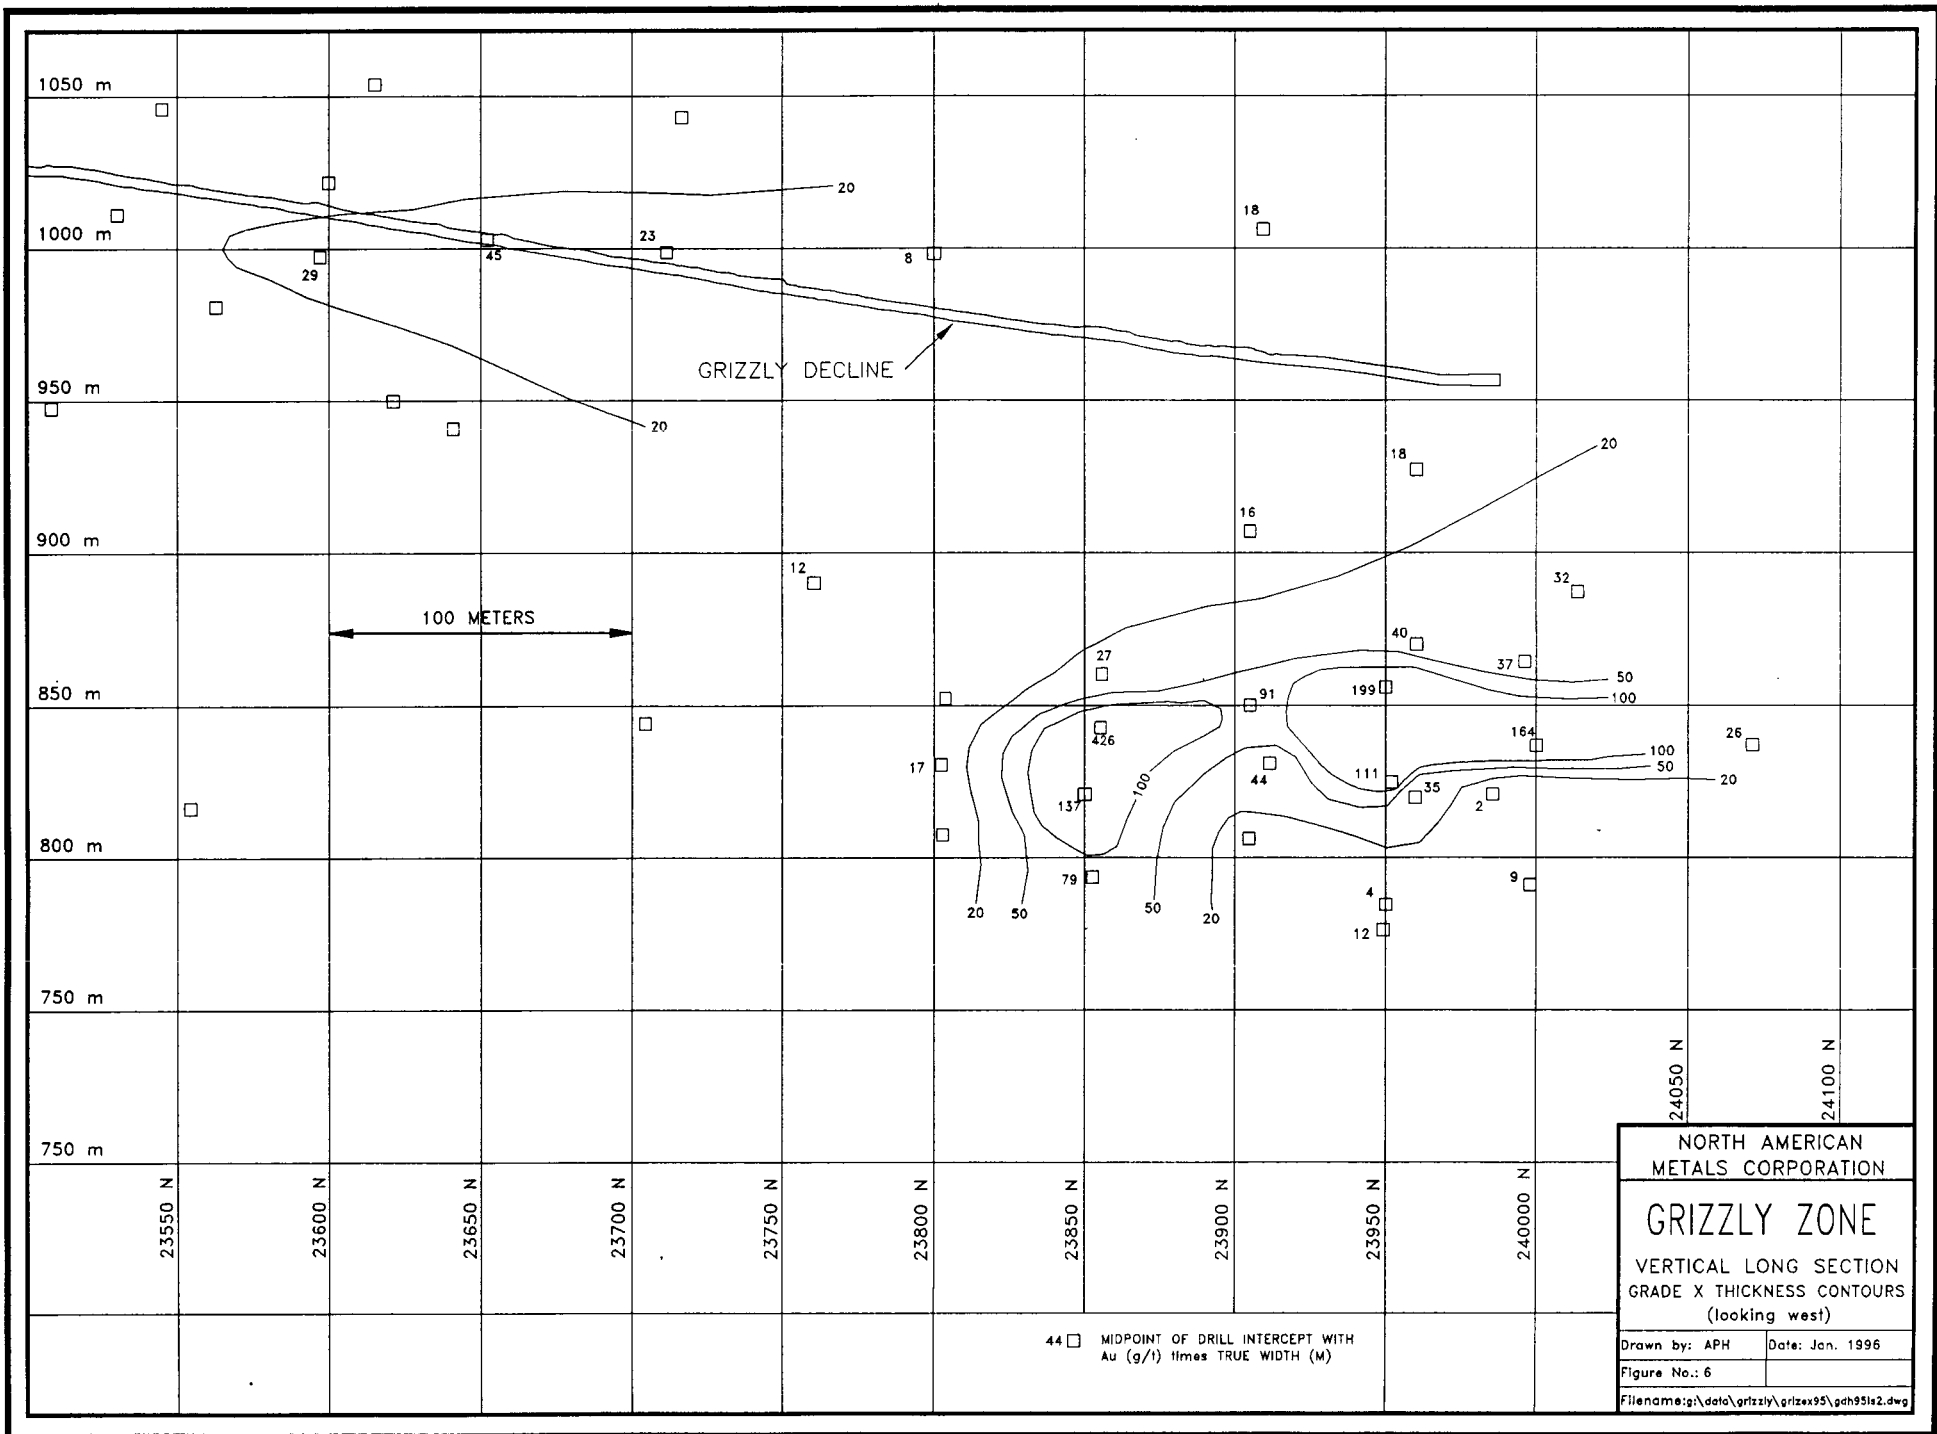 1050 m
20
18
1000 m
23
45
8
29
GRIZZLY DECLINE
950 m
20
20
18
16
900 m
12
32
100 METERS
40
27
37
50
850 m
91
199
100
426
164
26
17
44
111
100
50
100
35
20
137
2
800 m
79
9
4
20
50
50
20
12
750 m
24050 N
24100 N
750 m
23550 N
23600 N
23650 N
23700 N
23750 N
23800 N
23850 N
23900 N
23950 N
240000 N
44 MIDPOINT OF DRILL INTERCEPT WITH
Au (g/t) times TRUE WIDTH (M)
NORTH AMERICAN
METALS CORPORATION
GRIZZLY ZONE
VERTICAL LONG SECTION
GRADE X THICKNESS CONTOURS
(looking west)
Drawn by: APH
Date: Jan. 1996
Figure No.: 6
Filename:g:\data\grizzly\grizex95\gdh95ls2.dwg